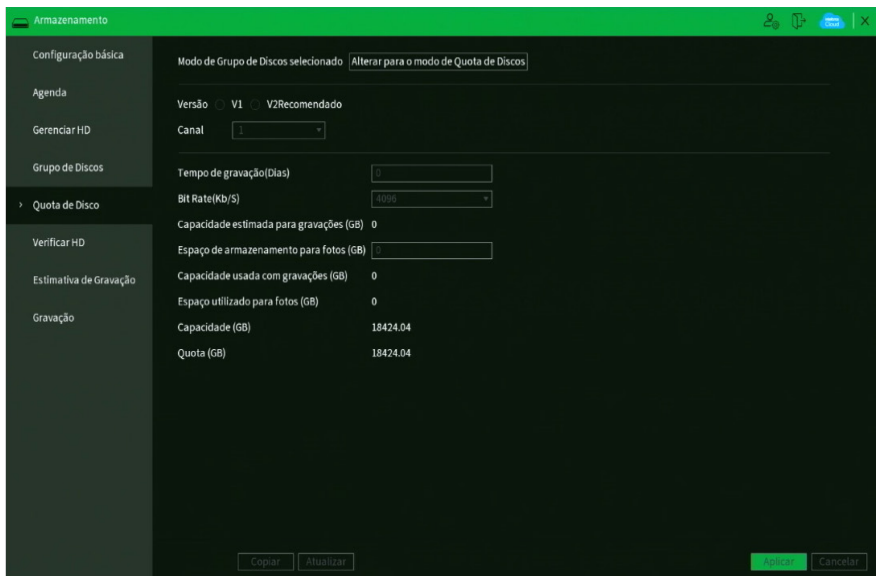 Armazenamento
Cloud
Configuração básica
Agenda
Gerenciar HD
Grupo de Discos
Quota de Disco
Verificar HD
Estimativa de Gravação
Gravação
Modo de Grupo de Discos selecionado Alterar para o modo de Quota de Discos
Versão V1 V2Recomendado
Canal 1
Tempo de gravação(Dias) 0
Bit Rate(Kb/S) 4096
Capacidade estimada para gravações (GB) 0
Espaço de armazenamento para fotos (GB) 0
Capacidade usada com gravações (GB) 0
Espaço utilizado para fotos (GB) 0
Capacidade (GB) 18424.04
Quota (GB) 18424.04
Copiar Atualizar Aplicar Cancelar